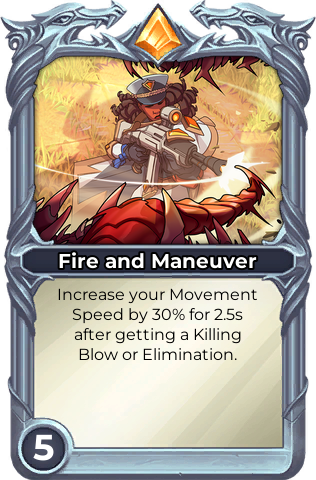 Fire and Maneuver
Increase your Movement
Speed by 30% for 2.5s
after getting a Killing
Blow or Elimination.
5